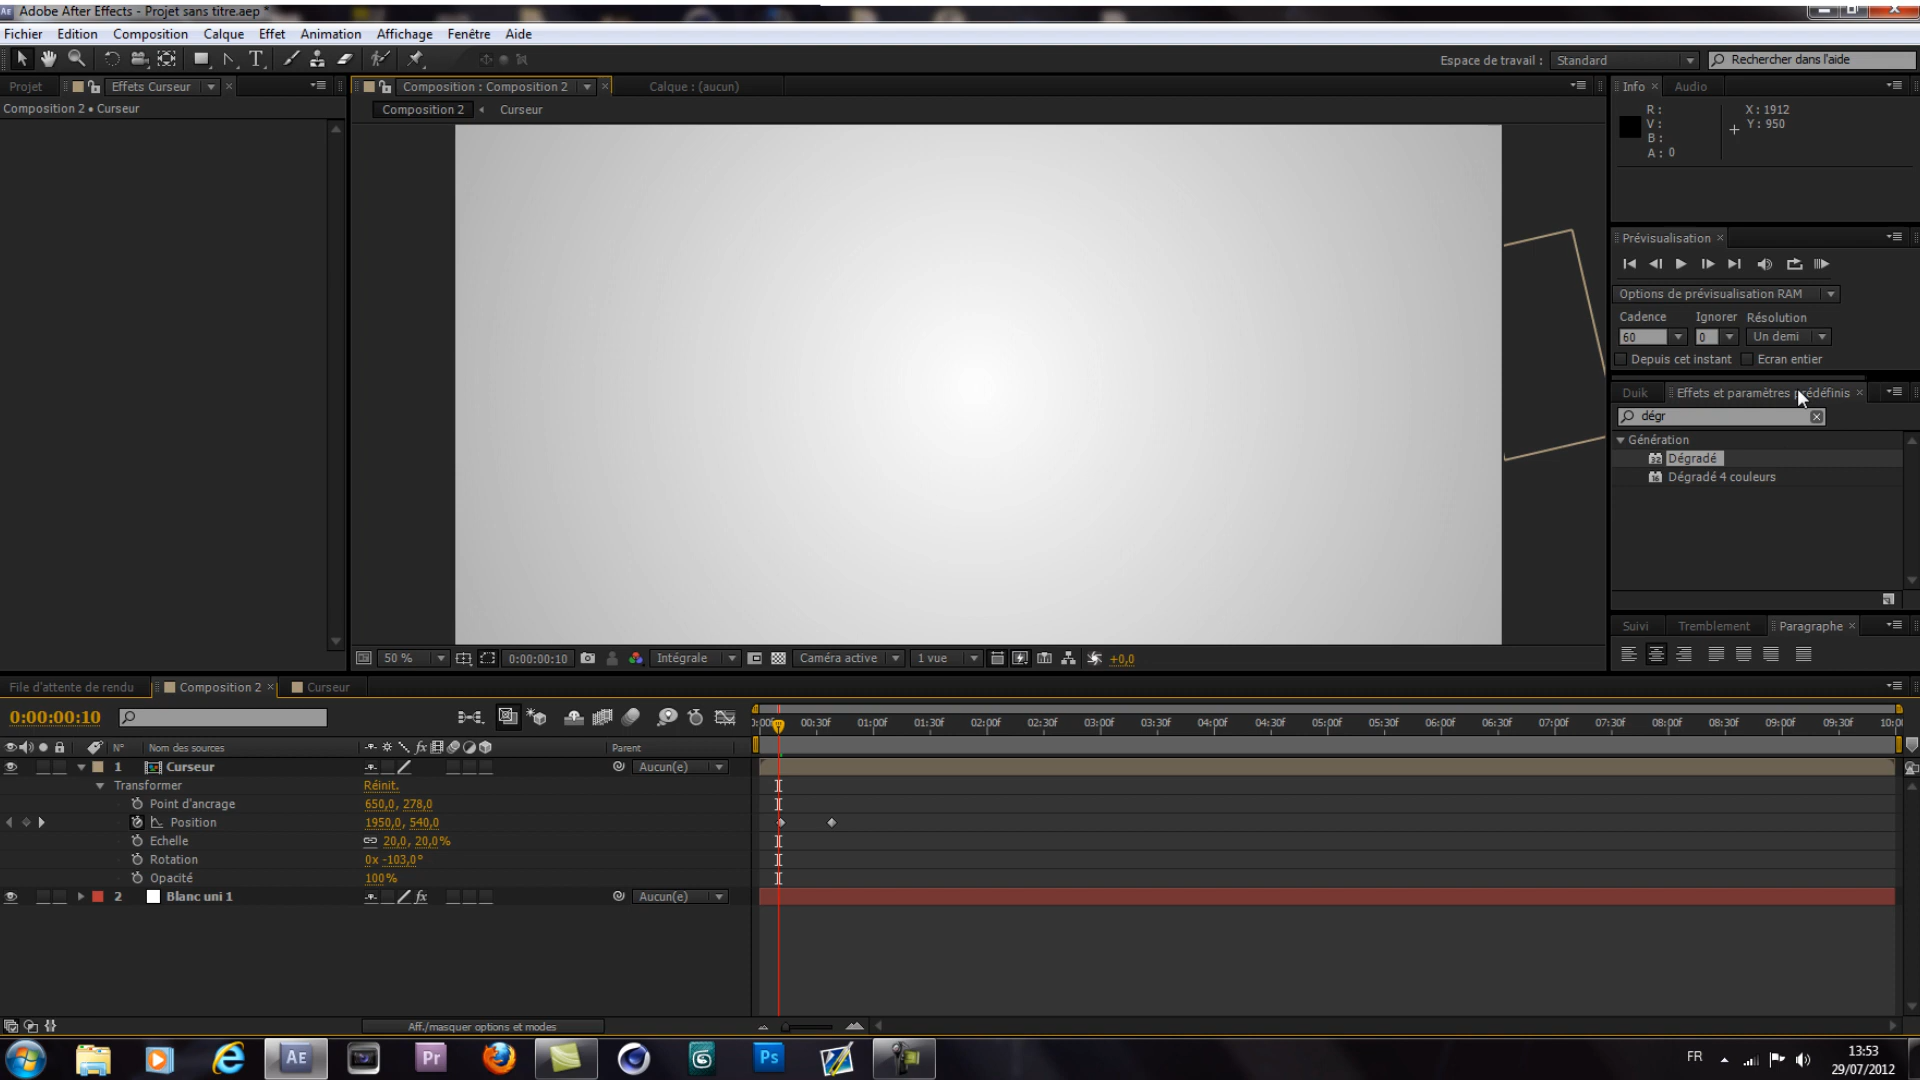 Adobe After Effects - Projet sans titre.aep *
Fichier Edition Composition Calque Effet Animation Affichage Fenêtre Aide
Espace de travail : Standard Rechercher dans l'aide
Projet Effets Curseur Composition : Composition 2 Calque : (aucun) Info Audio
Composition 2 • Curseur Composition 2 Curseur
R : X : 1912
V : Y : 950
B :
A : 0
Prévisualisation
Options de prévisualisation RAM
Cadence Ignorer Résolution
60 0 Un demi
Depuis cet instant Ecran entier
Duik Effets et paramètres prédéfinis
dégr
Génération
Dégradé
Dégradé 4 couleurs
Suivi Tremblement Paragraphe
50 % 0:00:00:10 Intégrale Caméra active 1 vue +0,0
File d'attente de rendu Composition 2 Curseur
0:00:00:10
00:30f 01:00f 01:30f 02:00f 02:30f 03:00f 03:30f 04:00f 04:30f 05:00f 05:30f 06:00f 06:30f 07:00f 07:30f 08:00f 08:30f 09:00f 09:30f
N° Nom des sources fx Parent
1 Curseur Aucun(e)
Transformer Réinit.
Point d'ancrage 650,0, 278,0
Position 1950,0, 540,0
Echelle 20,0, 20,0%
Rotation 0x -103,0°
Opacité 100%
2 Blanc uni 1 fx Aucun(e)
Aff./masquer options et modes
AE Pr Ps FR 13:53
29/07/2012